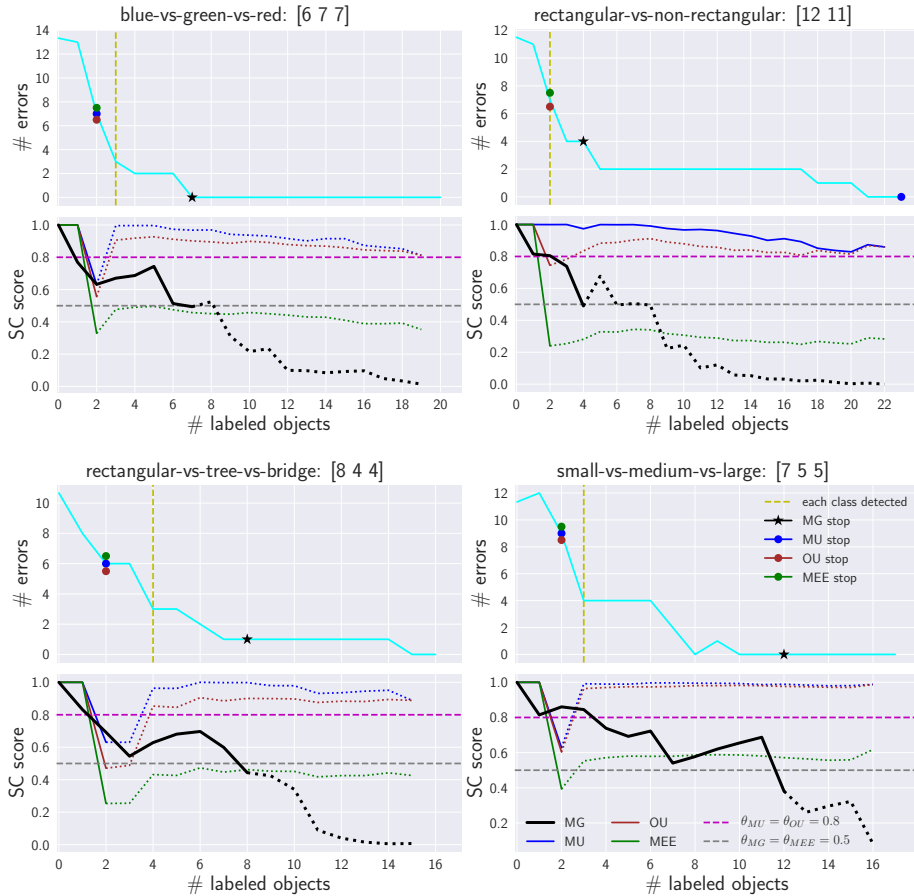 blue-vs-green-vs-red: [6 7 7]
14
12
10
8
6
4
2
0
# errors
1.0
0.8
0.6
0.4
0.2
0.0
SC score
0 2 4 6 8 10 12 14 16 18 20
# labeled objects
rectangular-vs-non-rectangular: [12 11]
12
10
8
6
4
2
0
# errors
1.0
0.8
0.6
0.4
0.2
0.0
SC score
0 2 4 6 8 10 12 14 16 18 20 22
# labeled objects
rectangular-vs-tree-vs-bridge: [8 4 4]
10
8
6
4
2
0
# errors
1.0
0.8
0.6
0.4
0.2
0.0
SC score
0 2 4 6 8 10 12 14 16
# labeled objects
small-vs-medium-vs-large: [7 5 5]
12
10
8
6
4
2
0
# errors
each class detected
MG stop
MU stop
OU stop
MEE stop
1.0
0.8
0.6
0.4
0.2
SC score
MG
MU
OU
MEE
θ_MU = θ_OU = 0.8
θ_MG = θ_MEE = 0.5
0 2 4 6 8 10 12 14 16
# labeled objects